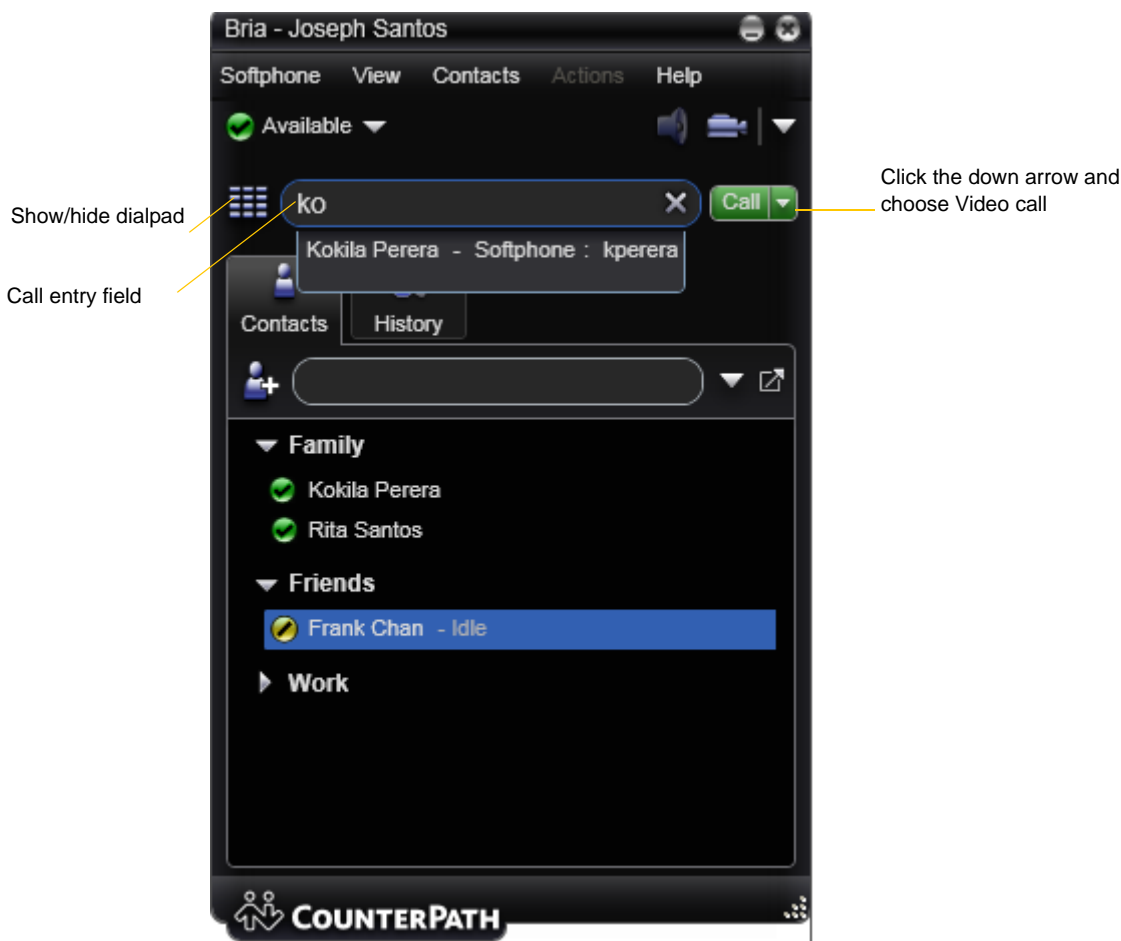 Bria - Joseph Santos
Softphone View Contacts Actions Help
Available
Click the down arrow and
choose Video call
Show/hide dialpad
ko
Call
Kokila Perera - Softphone : kperera
Call entry field
Contacts
History
Family
Kokila Perera
Rita Santos
Friends
Frank Chan - Idle
Work
COUNTERPATH